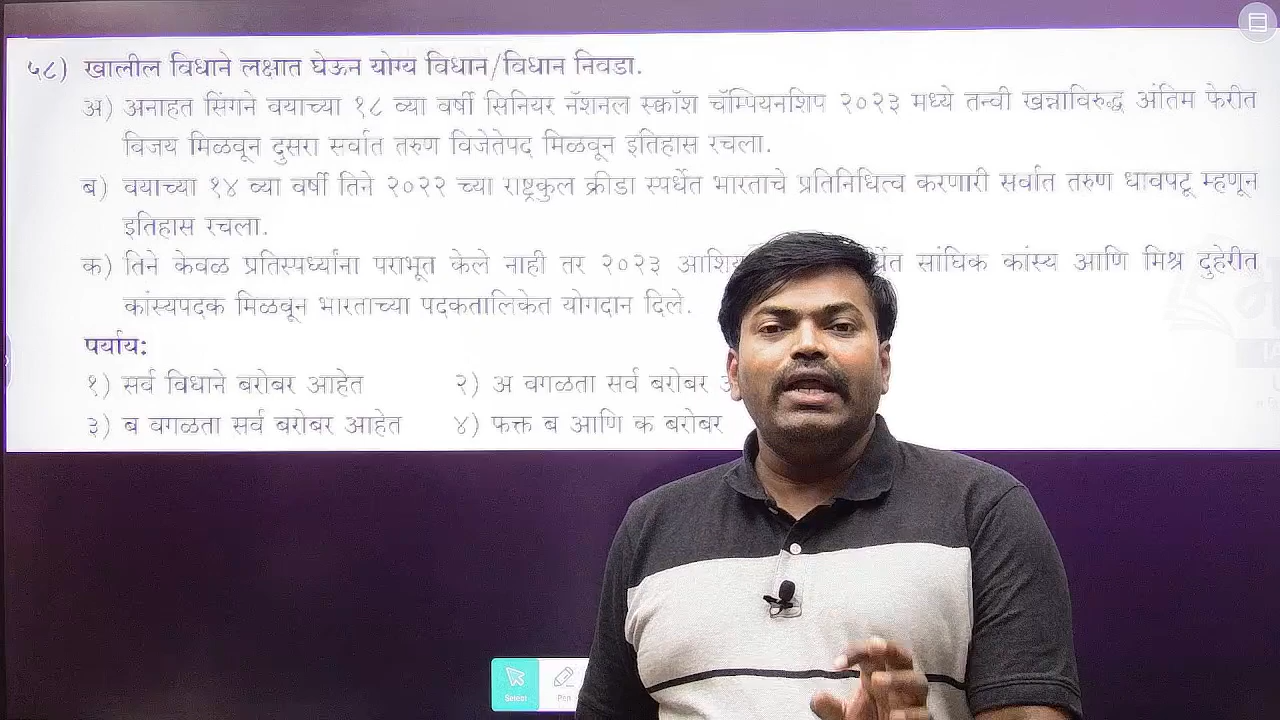 ५८) खालील विधाने लक्षात घेऊन योग्य विधान/विधान निवडा.
अ) अनाहत सिंगने वयाच्या १८ व्या वर्षी सिनियर नॅशनल स्क्वॉश चॅम्पियनशिप २०२३ मध्ये तन्वी खन्नाविरुद्ध अंतिम फेरीत
विजय मिळवून दुसरा सर्वात तरुण विजेतेपद मिळवून इतिहास रचला.
ब) वयाच्या १४ व्या वर्षी तिने २०२२ च्या राष्ट्रकुल क्रीडा स्पर्धेत भारताचे प्रतिनिधित्व करणारी सर्वात तरुण धावपटू म्हणून
इतिहास रचला.
क) तिने केवळ प्रतिस्पर्ध्यांना पराभूत केले नाही तर २०२३ सांघिक कांस्य आणि मिश्र दुहेरीत
कांस्यपदक मिळवून भारताच्या पदकतालिकेत योगदान दिले.
पर्याय:
१) सर्व विधाने बरोबर आहेत २) अ वगळता सर्व बरोबर
३) ब वगळता सर्व बरोबर आहेत ४) फक्त ब आणि क बरोबर
Select Pen